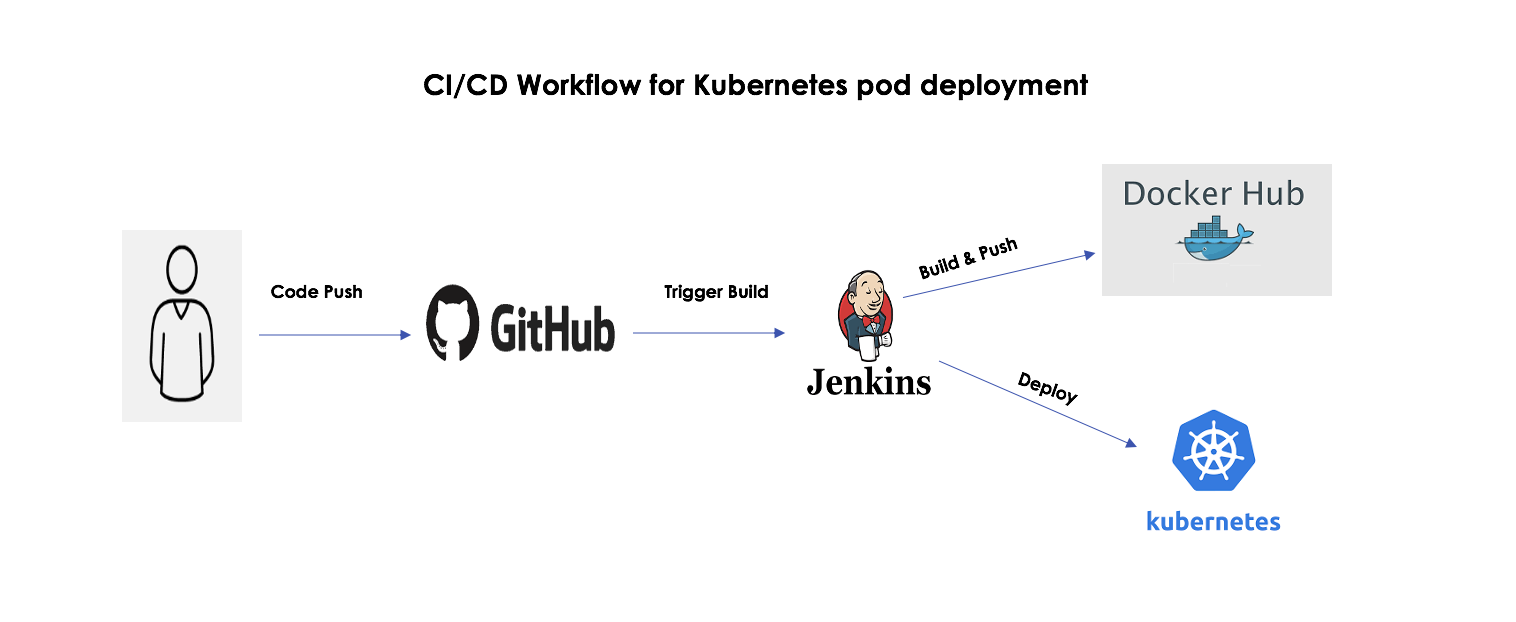 CI/CD Workflow for Kubernetes pod deployment
Code Push
GitHub
Trigger Build
Jenkins
Build & Push
Docker Hub
Deploy
kubernetes